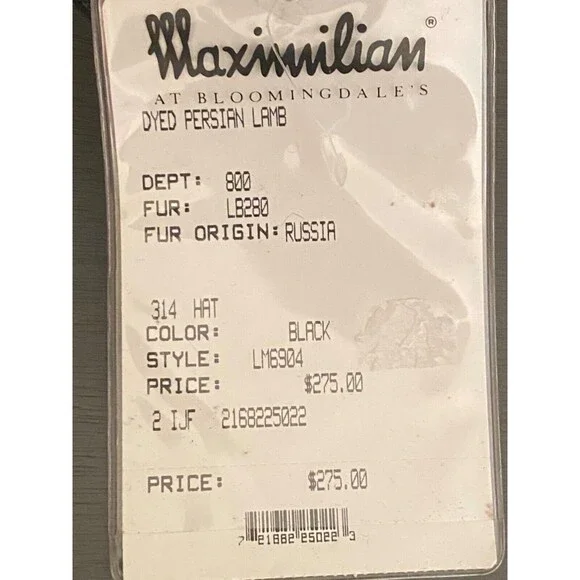 Maximilian®
AT BLOOMINGDALE'S
DYED PERSIAN LAMB
DEPT: 800
FUR: LB280
FUR ORIGIN: RUSSIA
314 HAT
COLOR: BLACK
STYLE: LM6904
PRICE: $275.00
2 IJF 2168225022
PRICE: $275.00
7 21682 25022 3